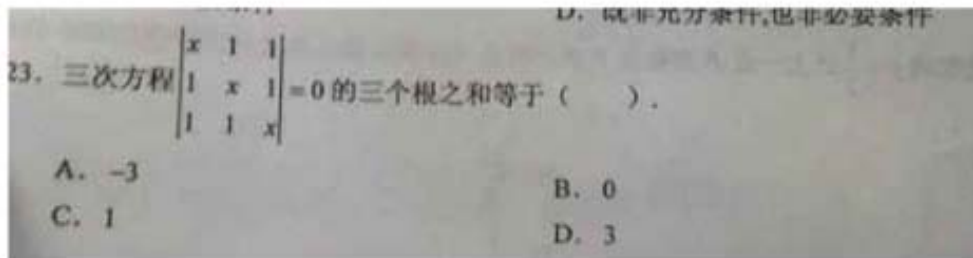 D. 既非充分条件,也非必要条件
23. 三次方程 |x 1 1|
|1 x 1| =0 的三个根之和等于 ( ).
|1 1 x|
A. -3
B. 0
C. 1
D. 3